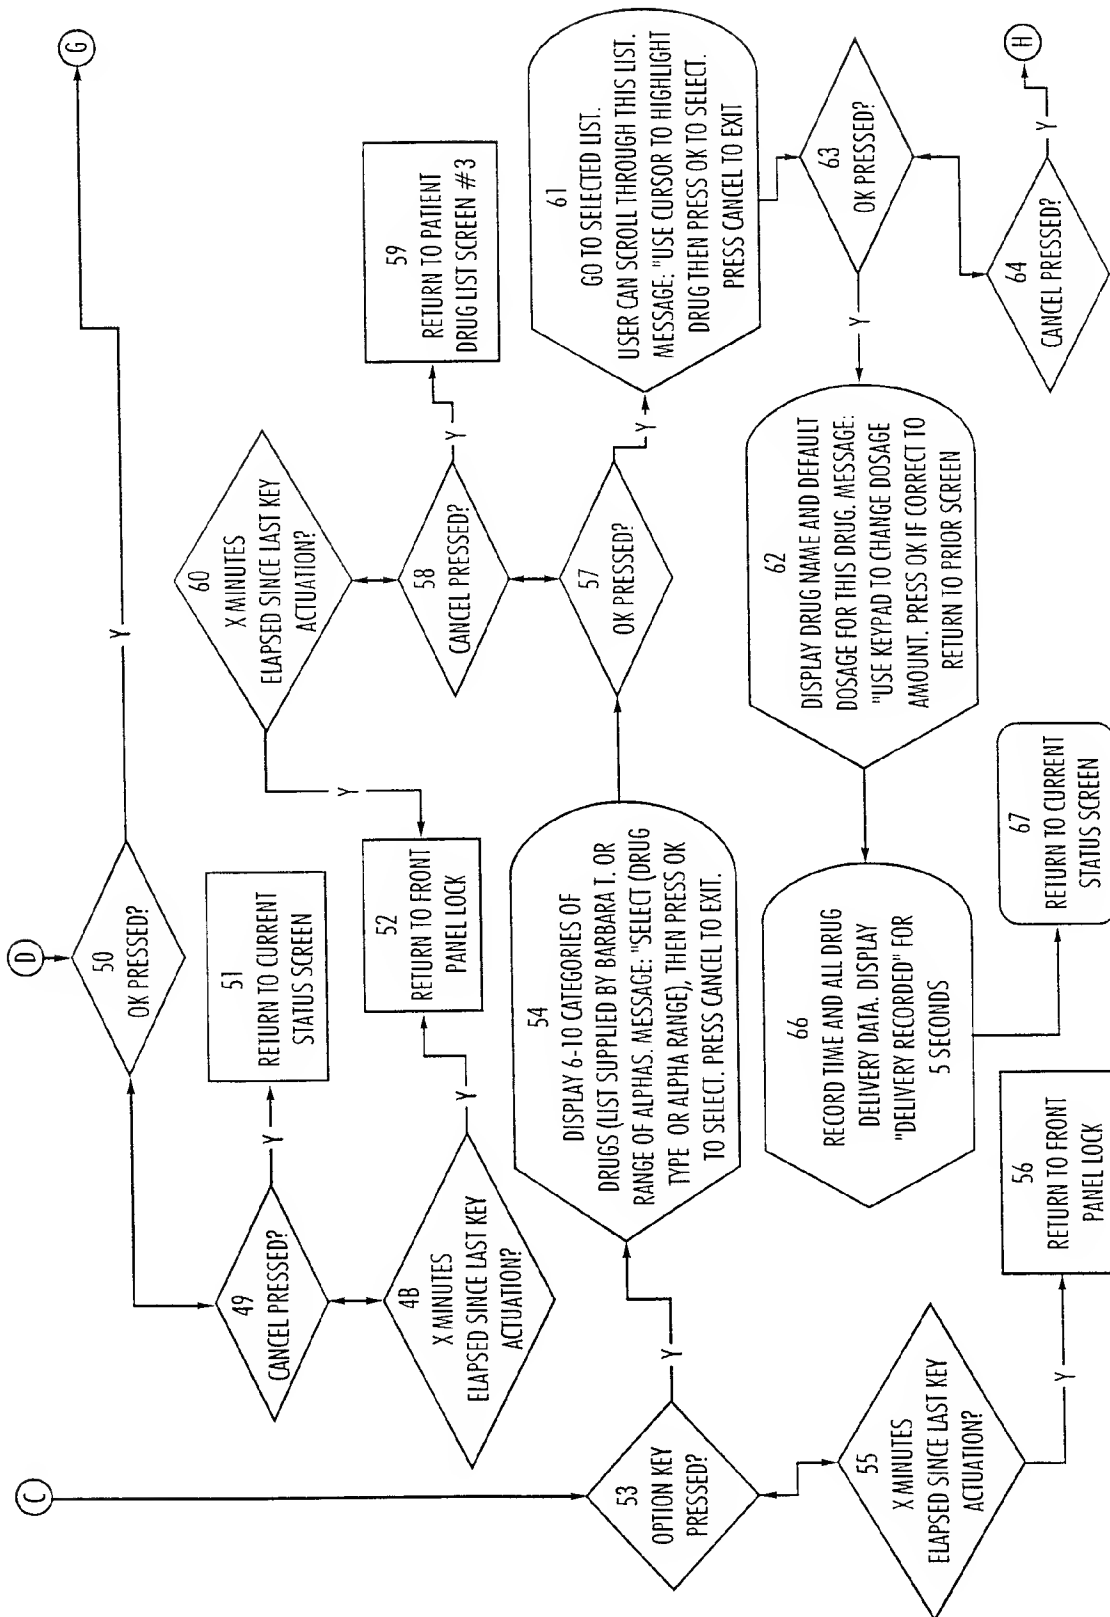 C
D
G
50
OK PRESSED?
Y
49
CANCEL PRESSED?
Y
51
RETURN TO CURRENT
STATUS SCREEN
4B
X MINUTES
ELAPSED SINCE LAST KEY
ACTUATION?
Y
52
RETURN TO FRONT
PANEL LOCK
Y
60
X MINUTES
ELAPSED SINCE LAST KEY
ACTUATION?
58
CANCEL PRESSED?
Y
59
RETURN TO PATIENT
DRUG LIST SCREEN #3
53
OPTION KEY
PRESSED?
Y
54
DISPLAY 6-10 CATEGORIES OF
DRUGS (LIST SUPPLIED BY BARBARA T. OR
RANGE OF ALPHAS. MESSAGE: "SELECT (DRUG
TYPE OR ALPHA RANGE), THEN PRESS OK
TO SELECT. PRESS CANCEL TO EXIT.
57
OK PRESSED?
Y
61
GO TO SELECTED LIST.
USER CAN SCROLL THROUGH THIS LIST.
MESSAGE: "USE CURSOR TO HIGHLIGHT
DRUG THEN PRESS OK TO SELECT.
PRESS CANCEL TO EXIT
55
X MINUTES
ELAPSED SINCE LAST KEY
ACTUATION?
Y
56
RETURN TO FRONT
PANEL LOCK
66
RECORD TIME AND ALL DRUG
DELIVERY DATA. DISPLAY
"DELIVERY RECORDED" FOR
5 SECONDS
67
RETURN TO CURRENT
STATUS SCREEN
62
DISPLAY DRUG NAME AND DEFAULT
DOSAGE FOR THIS DRUG. MESSAGE:
"USE KEYPAD TO CHANGE DOSAGE
AMOUNT. PRESS OK IF CORRECT TO
RETURN TO PRIOR SCREEN
Y
63
OK PRESSED?
64
CANCEL PRESSED?
Y
H